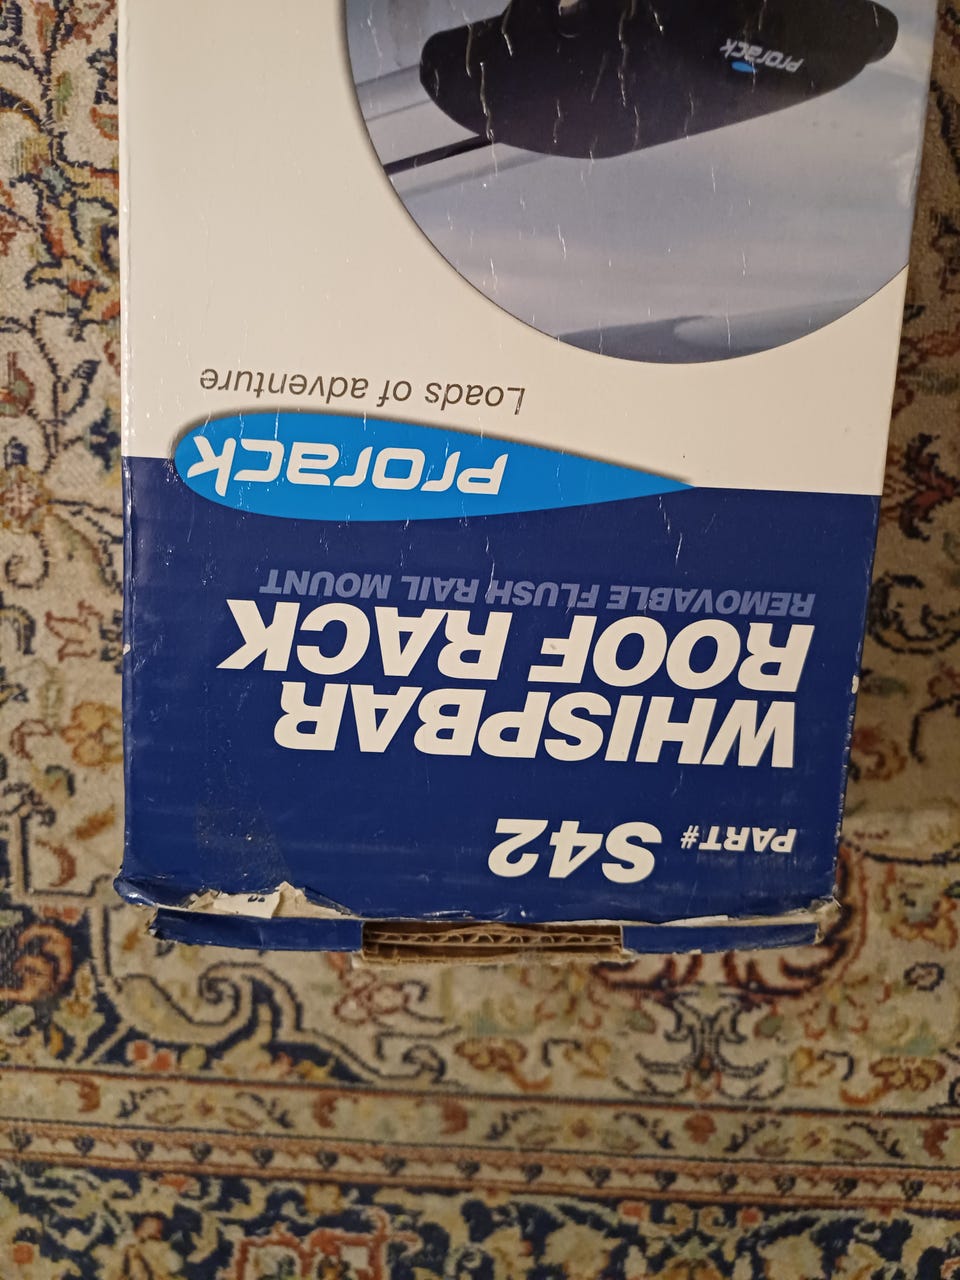 PART# S42
WHISPBAR
ROOF RACK
REMOVABLE FLUSH RAIL MOUNT
Prorack
Loads of adventure
Prorack